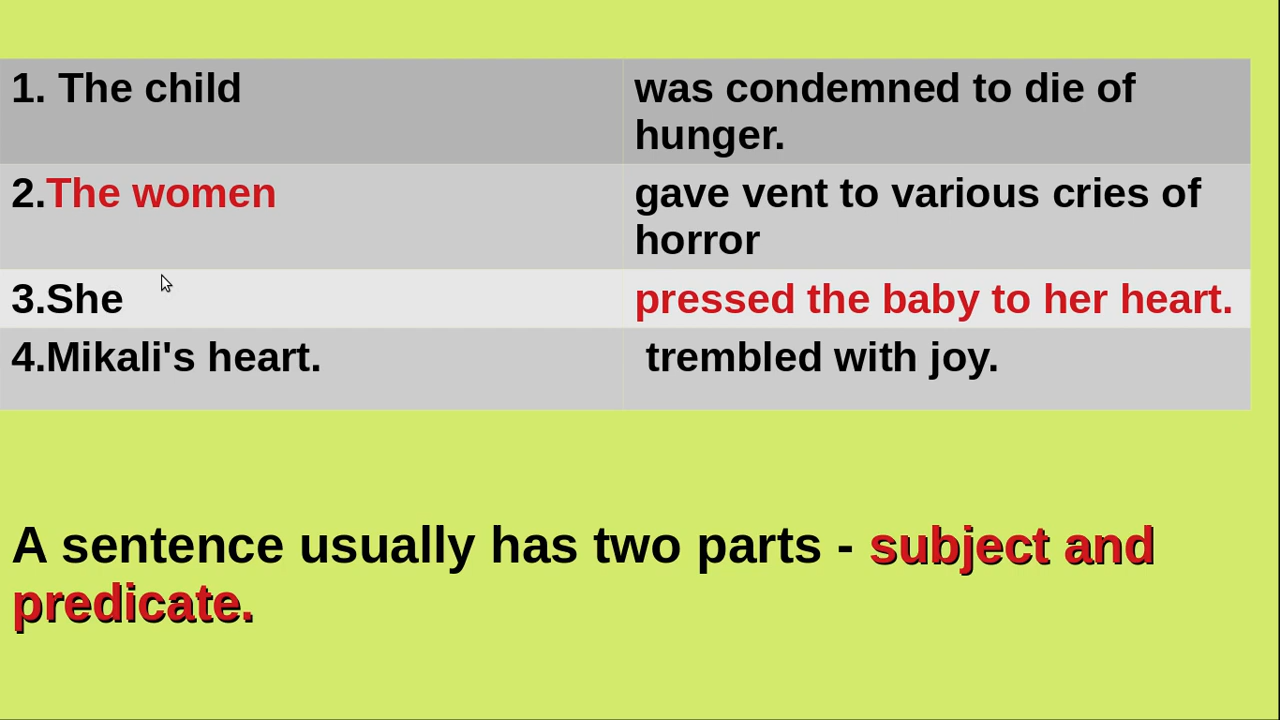 1. The child
was condemned to die of
hunger.
2.The women
gave vent to various cries of
horror
3.She
pressed the baby to her heart.
4.Mikali's heart.
trembled with joy.
A sentence usually has two parts - subject and
predicate.